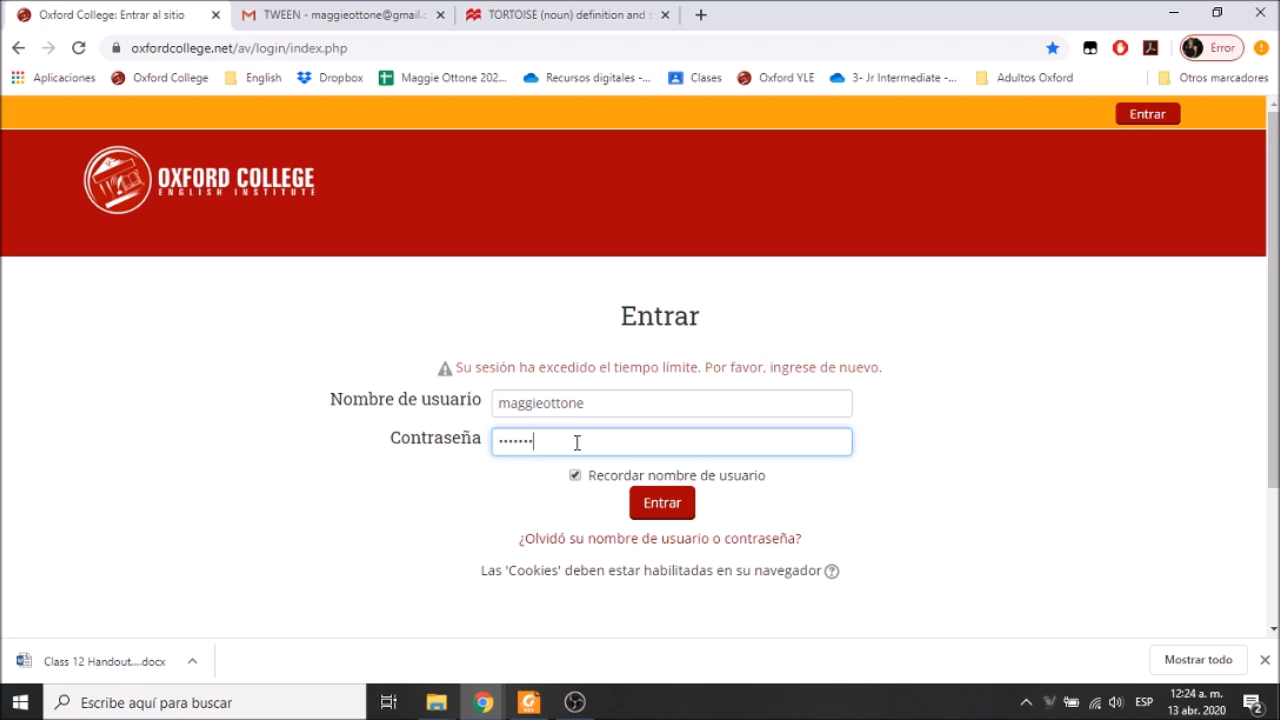 Oxford College: Entrar al sitio
TWEEN - maggieottone@gmail.c
TORTOISE (noun) definition and s
oxfordcollege.net/av/login/index.php
Error
Aplicaciones
Oxford College
English
Dropbox
Maggie Ottone 202...
Recursos digitales -...
Clases
Oxford YLE
3- Jr Intermediate -...
Adultos Oxford
Otros marcadores
Entrar
OXFORD COLLEGE
ENGLISH INSTITUTE
Entrar
Su sesión ha excedido el tiempo límite. Por favor, ingrese de nuevo.
Nombre de usuario
maggieottone
Contraseña
•••••••
Recordar nombre de usuario
Entrar
¿Olvidó su nombre de usuario o contraseña?
Las 'Cookies' deben estar habilitadas en su navegador
Class 12 Handout....docx
Mostrar todo
Escribe aquí para buscar
ESP
12:24 a. m.
13 abr. 2020
2